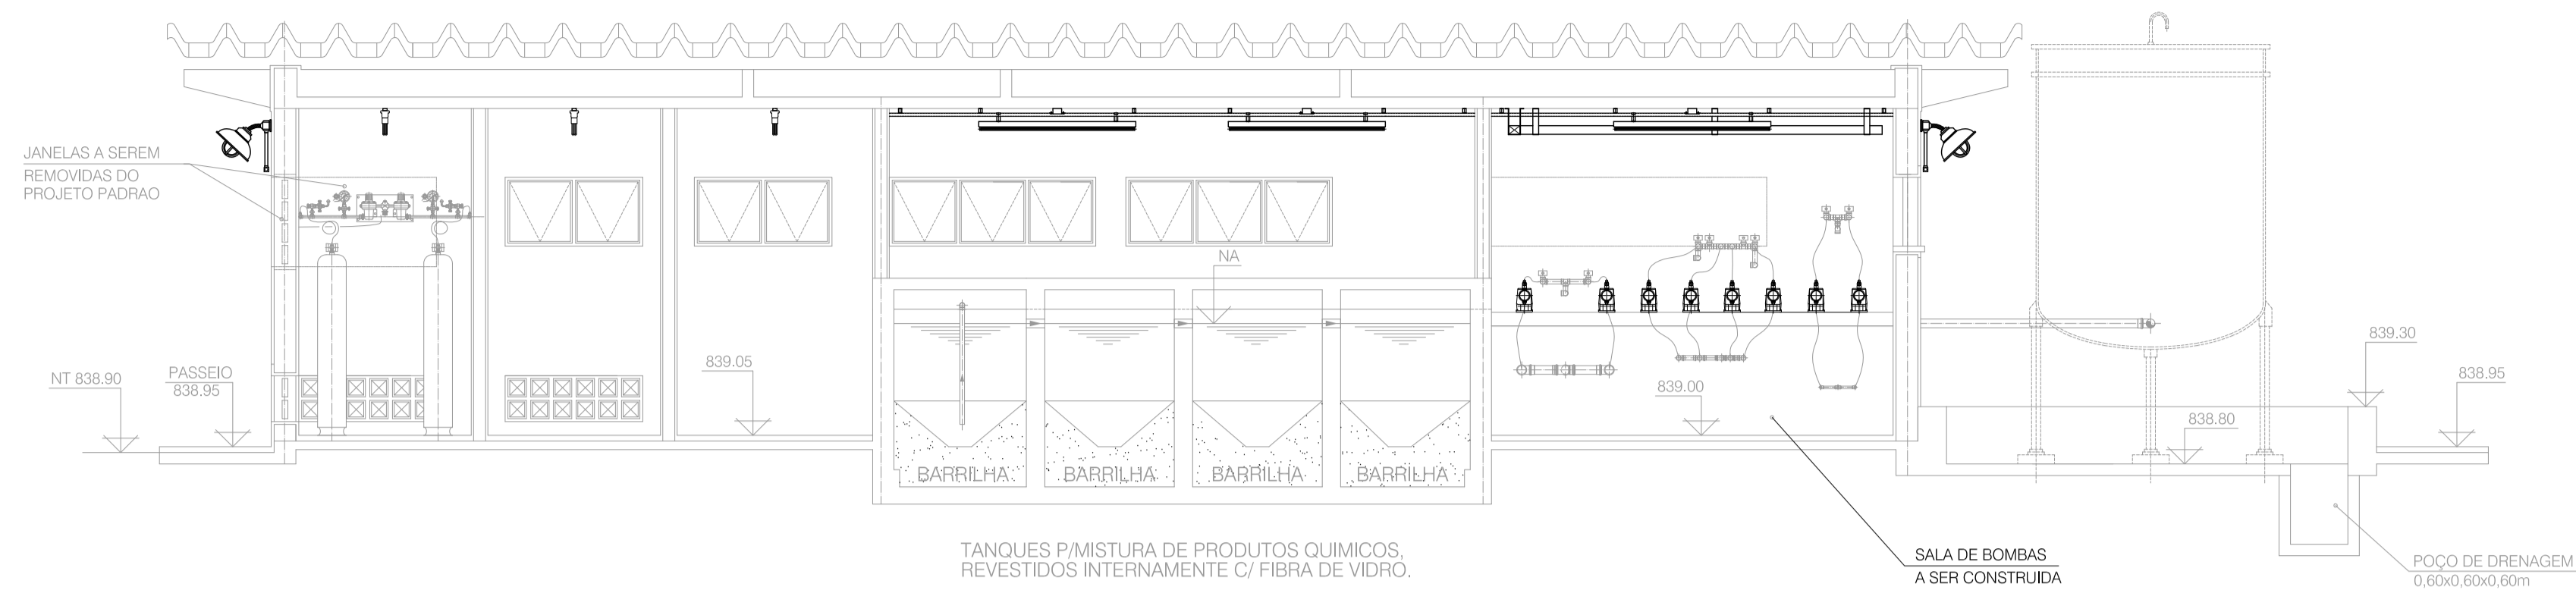 JANELAS A SEREM
REMOVIDAS DO
PROJETO PADRAO
NT 838.90
PASSEIO
838.95
839.05
NA
BARRILHA
BARRILHA
BARRILHA
BARRILHA
839.00
838.80
839.30
838.95
TANQUES P/MISTURA DE PRODUTOS QUIMICOS,
REVESTIDOS INTERNAMENTE C/ FIBRA DE VIDRO.
SALA DE BOMBAS
A SER CONSTRUIDA
POÇO DE DRENAGEM
0,60x0,60x0,60m